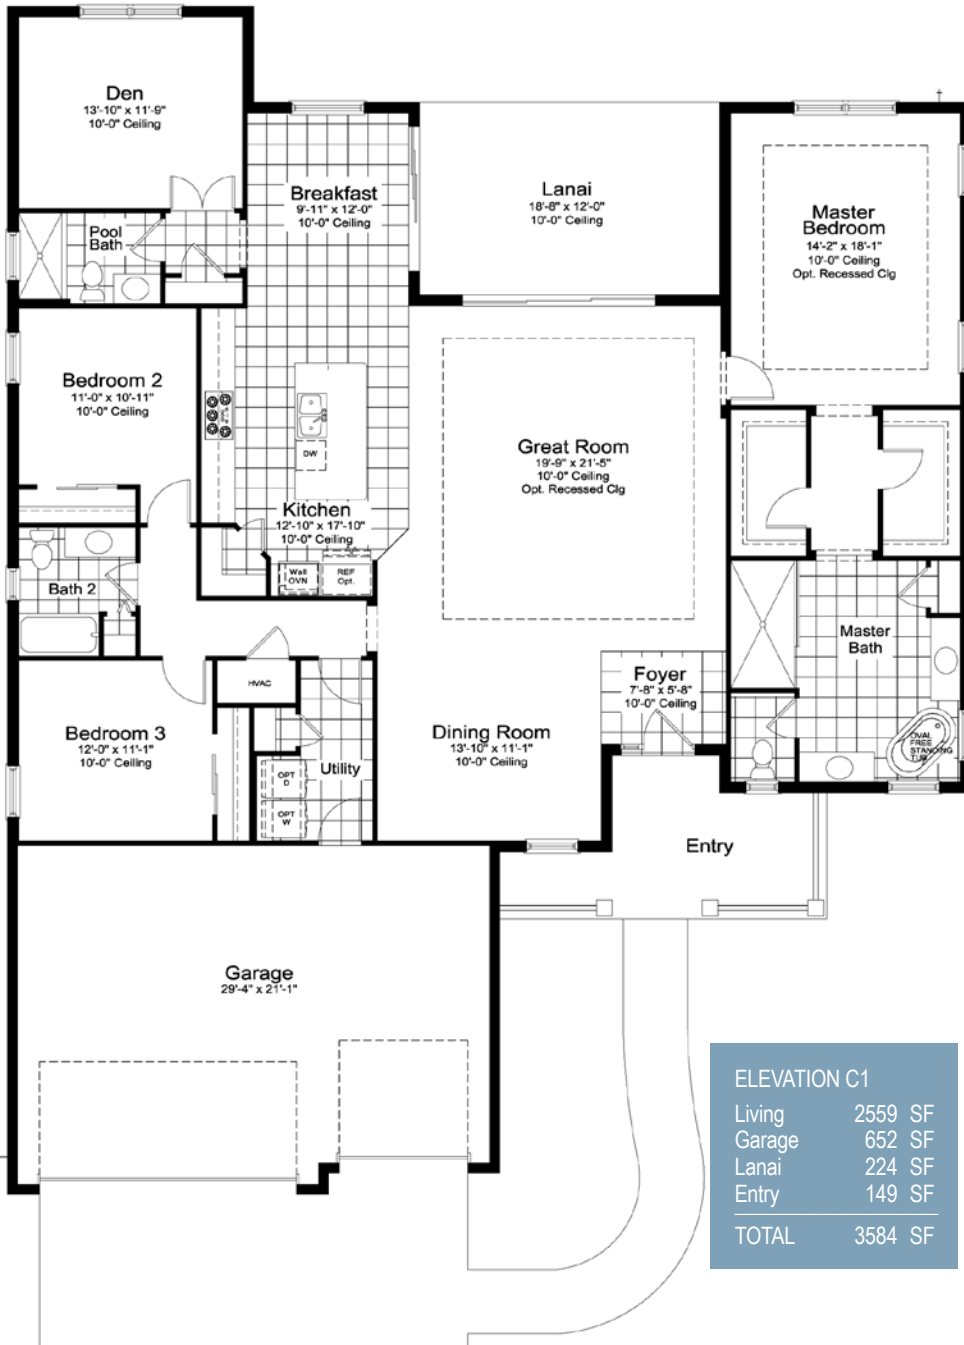 Den
13'-10" x 11'-9"
10'-0" Ceiling
Breakfast
9'-11" x 12'-0"
10'-0" Ceiling
Lanai
18'-8" x 12'-0"
10'-0" Ceiling
Master
Bedroom
14'-2" x 18'-1"
10'-0" Ceiling
Opt. Recessed Clg
Pool
Bath
Bedroom 2
11'-0" x 10'-11"
10'-0" Ceiling
DW
Great Room
19'-9" x 21'-5"
10'-0" Ceiling
Opt. Recessed Clg
Kitchen
12'-10" x 17'-10"
10'-0" Ceiling
Wall
OVN
REF
Opt.
Bath 2
Master
Bath
HVAC
Foyer
7'-8" x 5'-8"
10'-0" Ceiling
Bedroom 3
12'-0" x 11'-1"
10'-0" Ceiling
Dining Room
13'-10" x 11'-1"
10'-0" Ceiling
OVAL
FREE
STANDING
TUB
Utility
OPT
D
OPT
W
Entry
Garage
29'-4" x 21'-1"
ELEVATION C1
Living 2559 SF
Garage 652 SF
Lanai 224 SF
Entry 149 SF
TOTAL 3584 SF